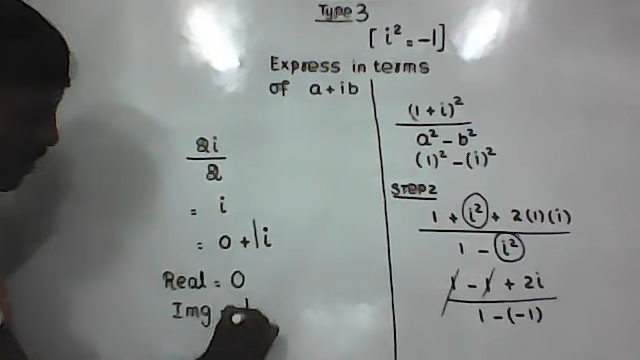 Type 3
[i² = -1]
Express in terms
of a+ib
(1+i)²
a² - b²
(1)² - (i)²
STEP 2
1 + i² + 2(1)(i)
1 - i²
1 - 1 + 2i
1 - (-1)
2i
2
= i
= 0 + 1i
Real = 0
Img